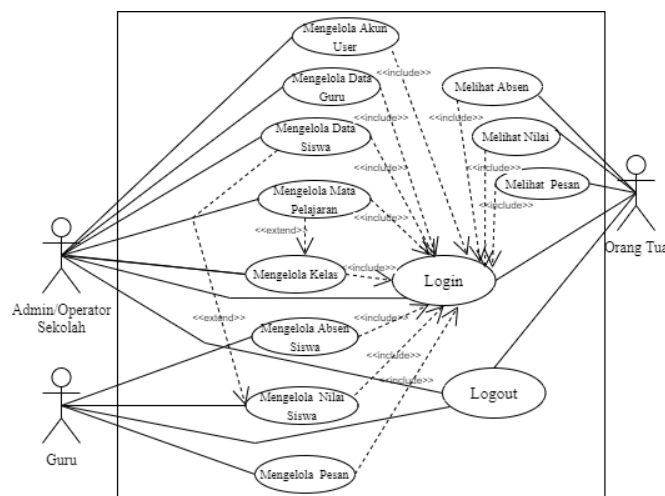 Mengelola Akun
User
<<include>>
Mengelola Data
Guru
<<include>>
Melihat Absen
<<include>>
Mengelola Data
Siswa
<<include>>
Melihat Nilai
<<include>>
Mengelola Mata
Pelajaran
<<include>>
Melihat Pesan
<<include>>
<<extend>>
Orang Tua
Mengelola Kelas
<<include>>
Login
Admin/Operator
Sekolah
<<extend>>
Mengelola Absen
Siswa
<<include>>
<<include>>
<<include>>
Mengelola Nilai
Siswa
Logout
Guru
Mengelola Pesan